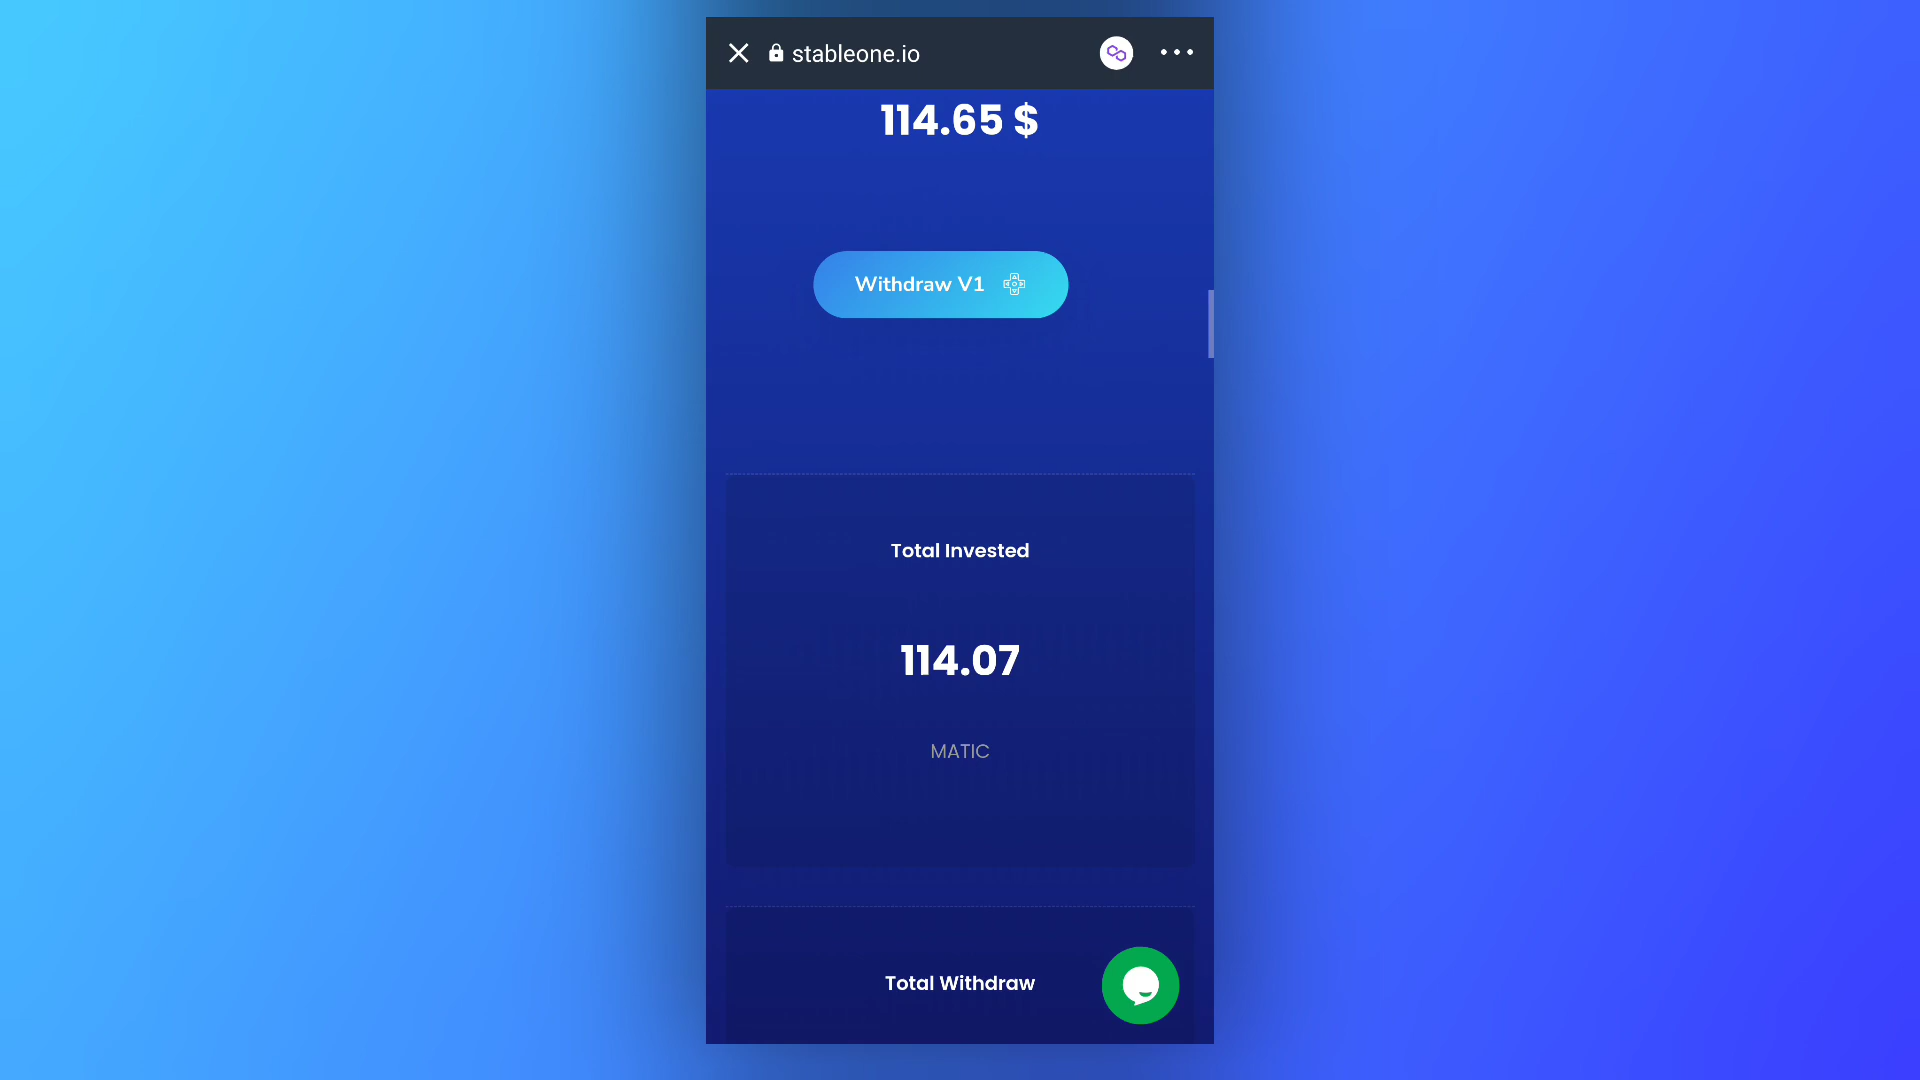 stableone.io
114.65 $
Withdraw V1
Total Invested
114.07
MATIC
Total Withdraw